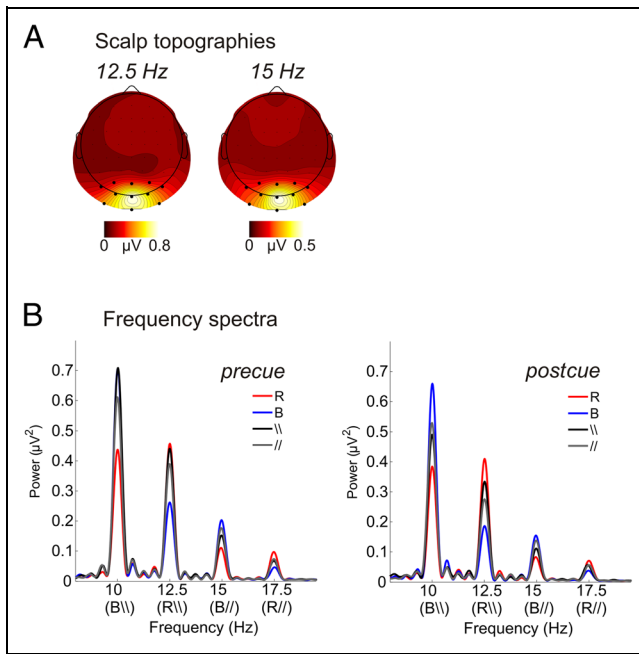 A Scalp topographies
12.5 Hz 15 Hz
0 µV 0.8 0 µV 0.5
B Frequency spectra
precue
R
B
\\
//
0.7
0.6
0.5
0.4
0.3
0.2
0.1
0
Power (µV²)
10 12.5 15 17.5
(B\\) (R\\) (B//) (R//)
Frequency (Hz)
postcue
R
B
\\
//
0.7
0.6
0.5
0.4
0.3
0.2
0.1
0
Power (µV²)
10 12.5 15 17.5
(B\\) (R\\) (B//) (R//)
Frequency (Hz)